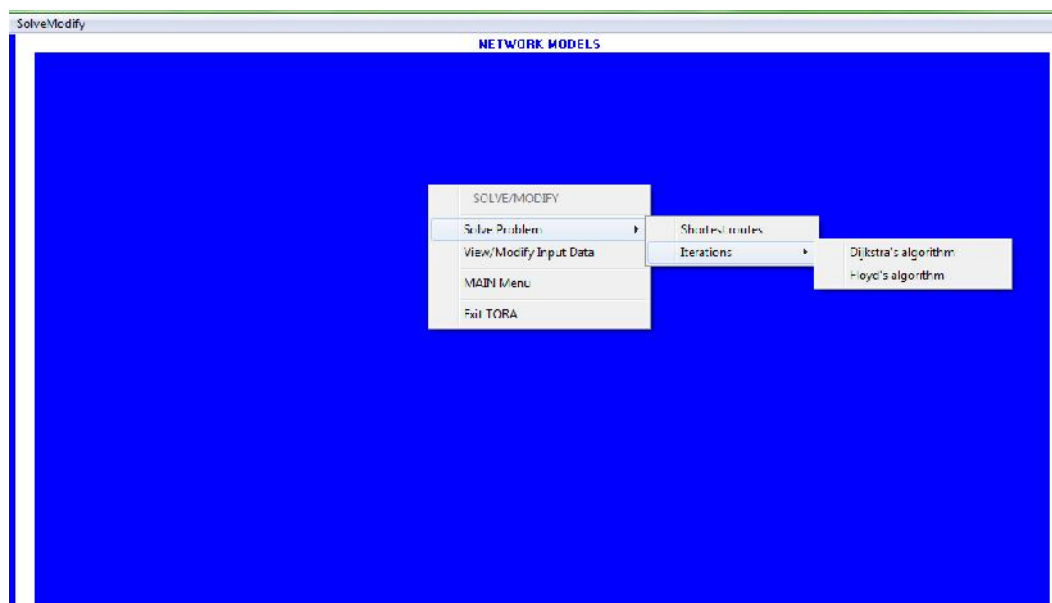 SolveModify
NETWORK MODELS
SOLVE/MODIFY
Solve Problem
Shortest routes
View/Modify Input Data
Iterations
Dijkstra's algorithm
Floyd's algorithm
MAIN Menu
Exit TORA